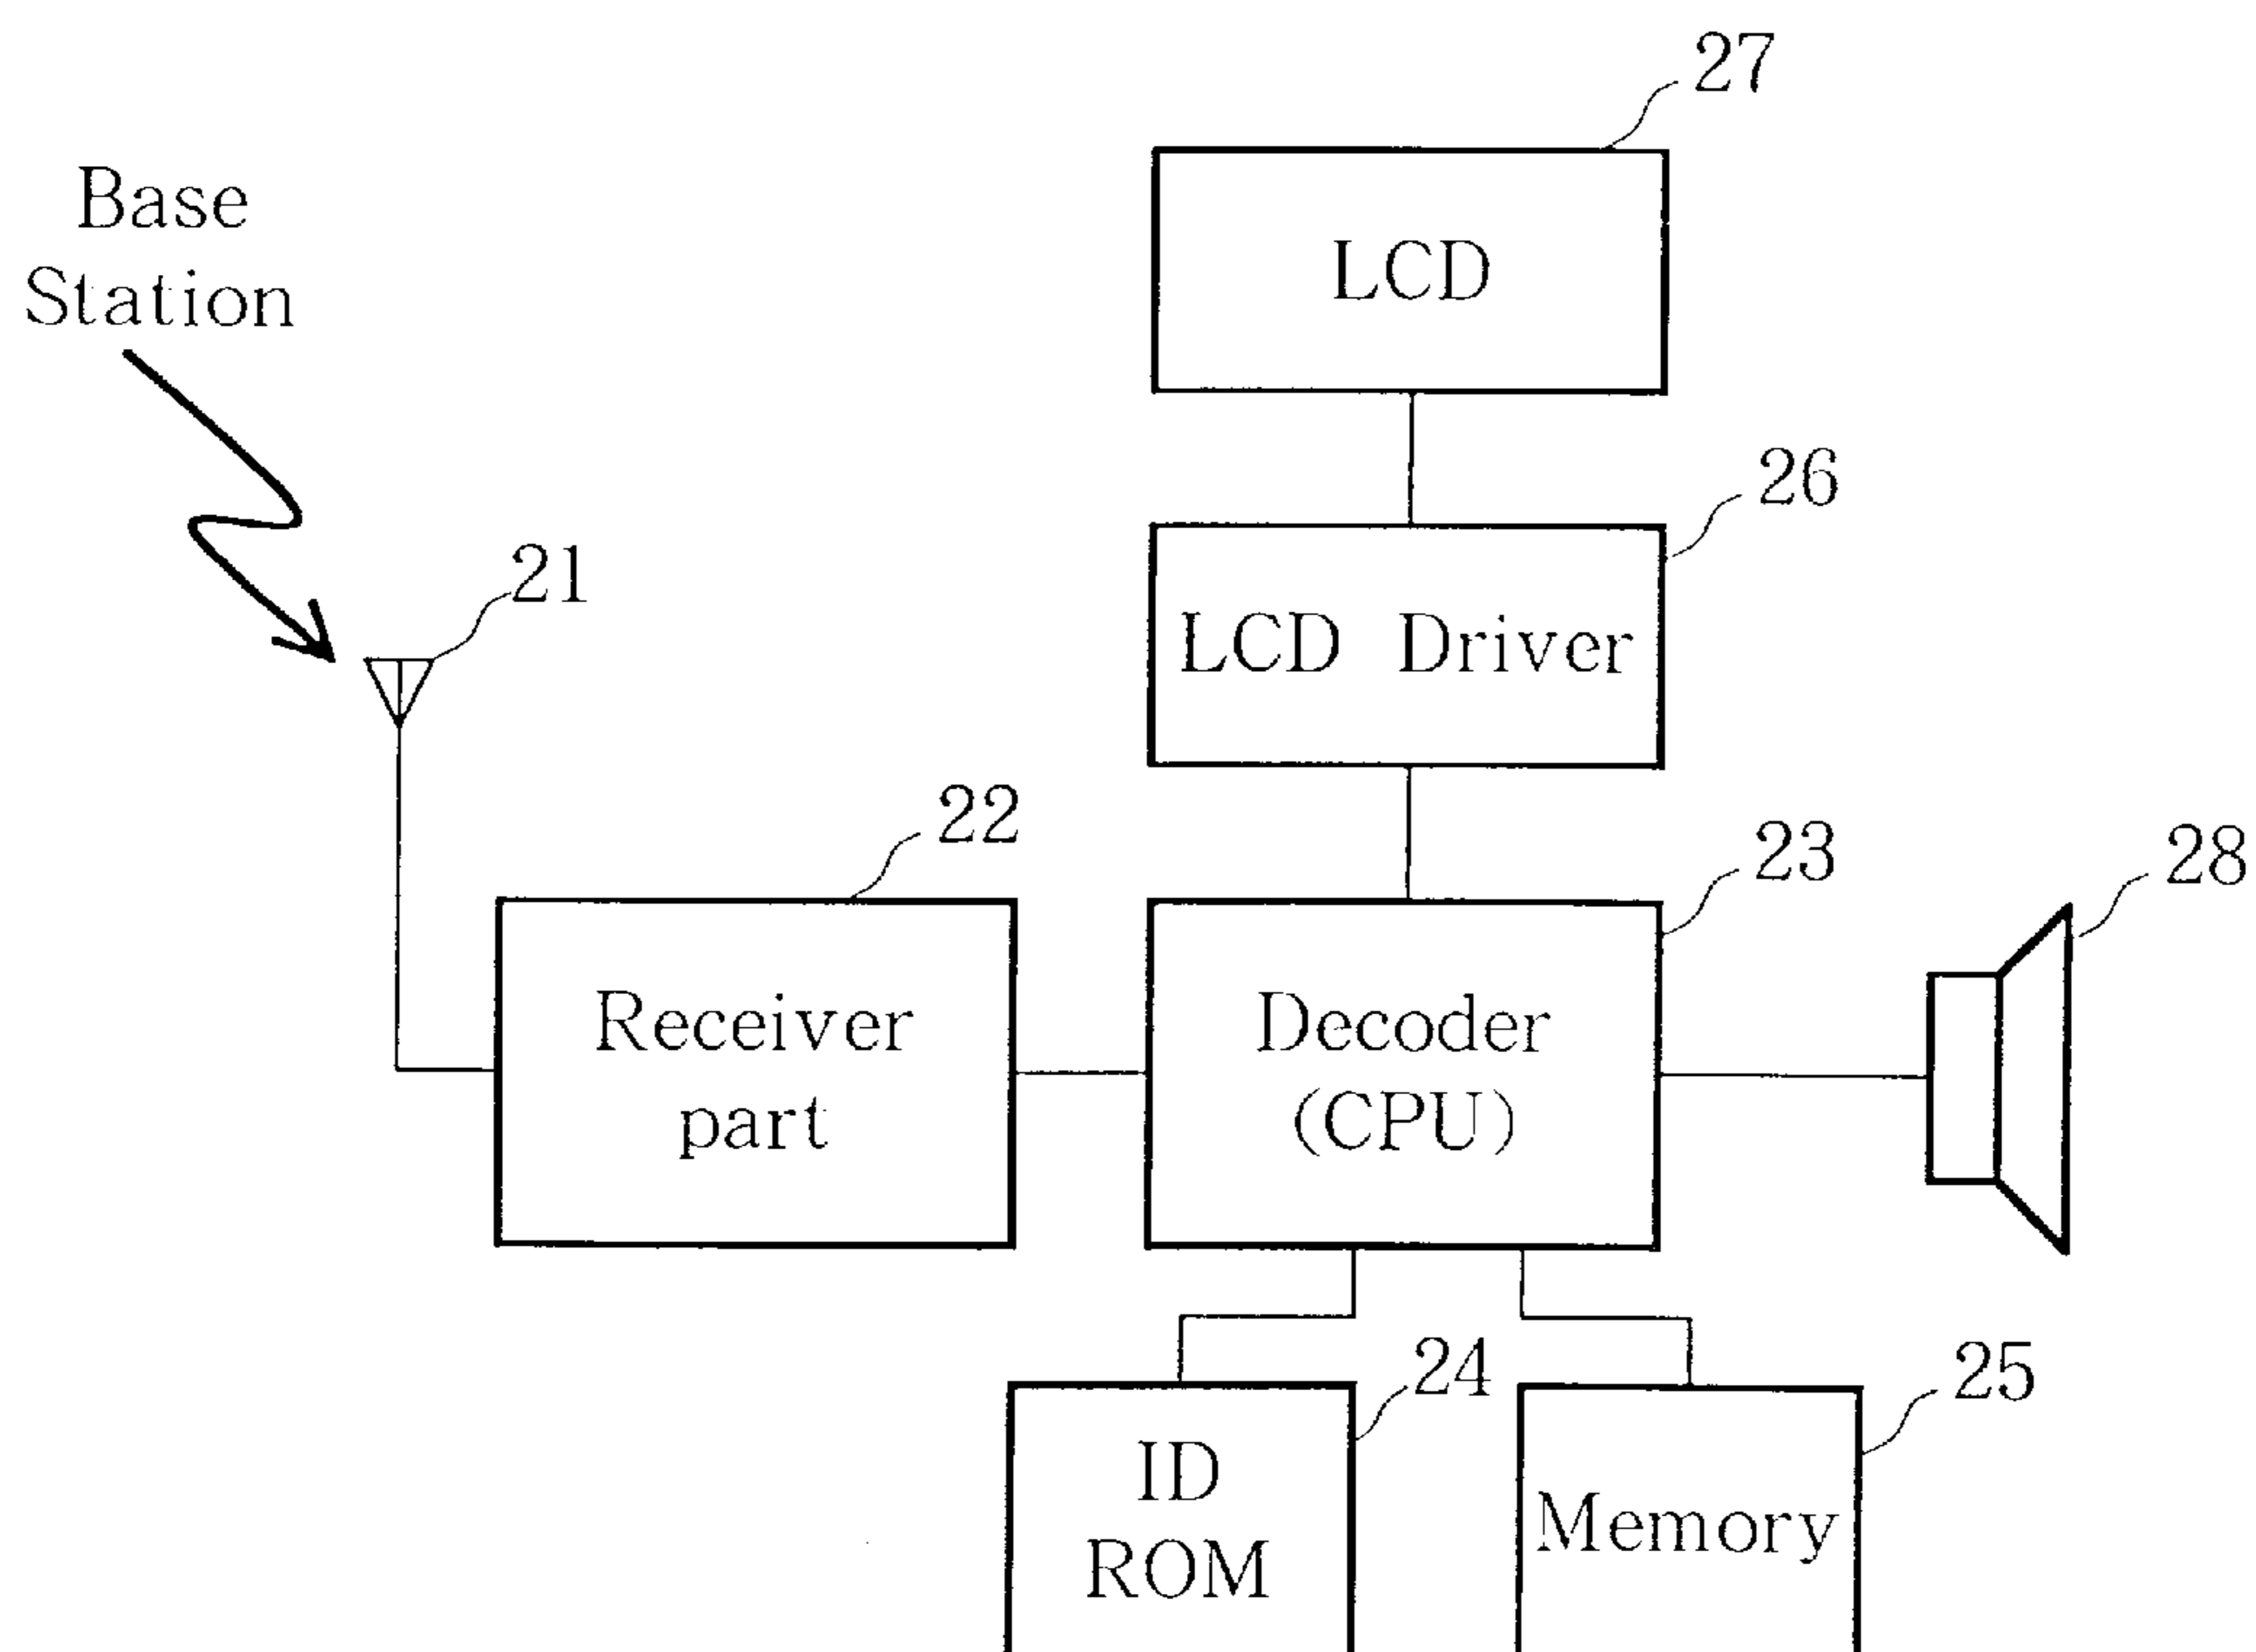 27
Base
Station
LCD
26
21
LCD Driver
22
23
28
Receiver
part
Decoder
(CPU)
24
25
ID
ROM
Memory